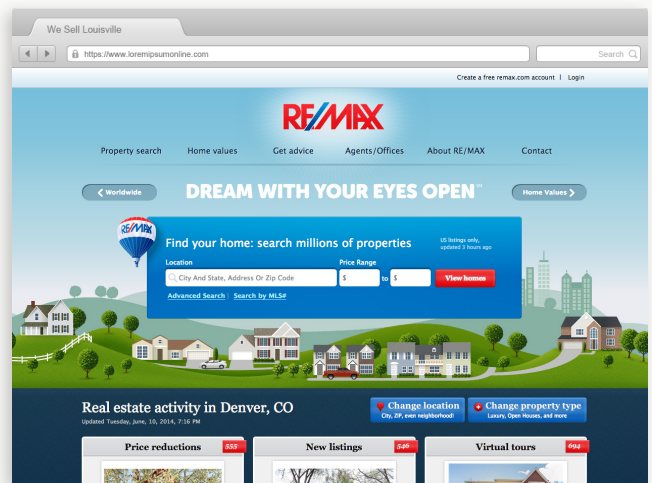 We Sell Louisville
https://www.loremipsumonline.com
Search
Create a free remax.com account | Login
RE/MAX
Property search Home values Get advice Agents/Offices About RE/MAX Contact
Worldwide
DREAM WITH YOUR EYES OPEN
Home Values
RE/MAX
Find your home: search millions of properties
US listings only,
updated 3 hours ago
Location Price Range
City And State, Address Or Zip Code $ to $ View homes
Advanced Search | Search by MLS#
Real estate activity in Denver, CO
Updated Tuesday, June, 10, 2014, 7:16 PM
Change location
City, ZIP, even neighborhood!
Change property type
Luxury, Open Houses, and more
Price reductions 555 New listings 546 Virtual tours 694